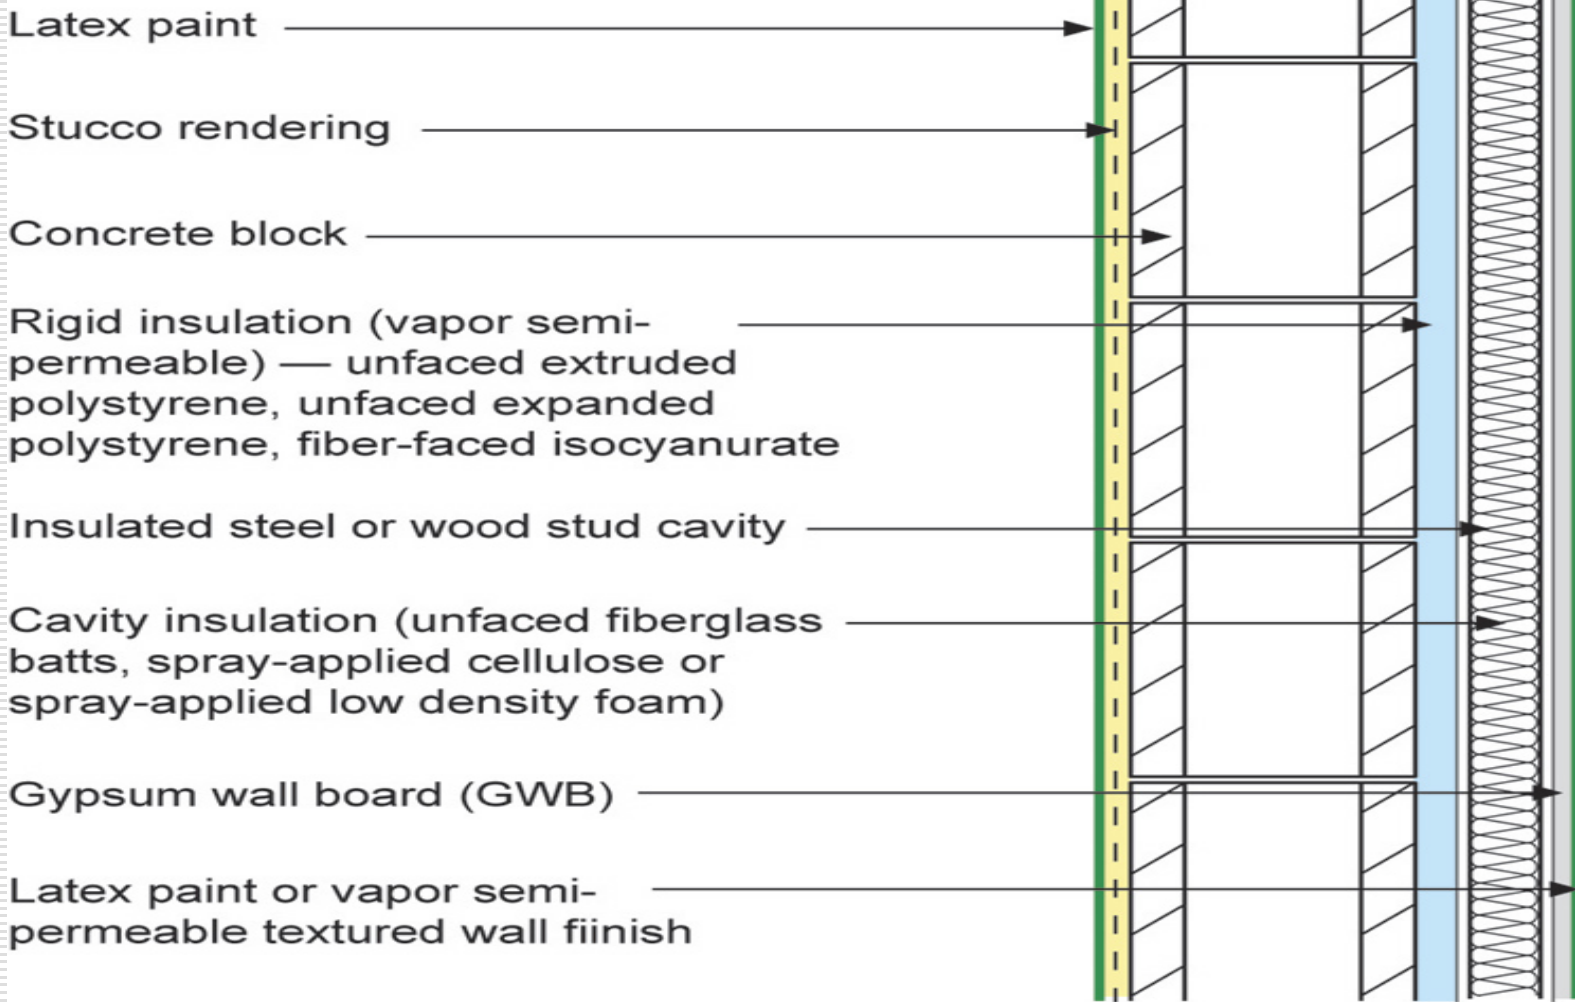 Latex paint
Stucco rendering
Concrete block
Rigid insulation (vapor semi-
permeable) — unfaced extruded
polystyrene, unfaced expanded
polystyrene, fiber-faced isocyanurate
Insulated steel or wood stud cavity
Cavity insulation (unfaced fiberglass
batts, spray-applied cellulose or
spray-applied low density foam)
Gypsum wall board (GWB)
Latex paint or vapor semi-
permeable textured wall fiinish